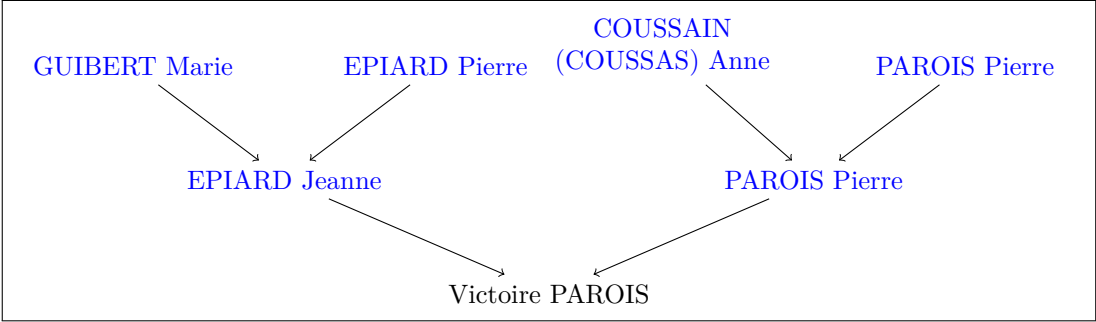 GUIBERT Marie
EPIARD Pierre
COUSSAIN
(COUSSAS) Anne
PAROIS Pierre
EPIARD Jeanne
PAROIS Pierre
Victoire PAROIS